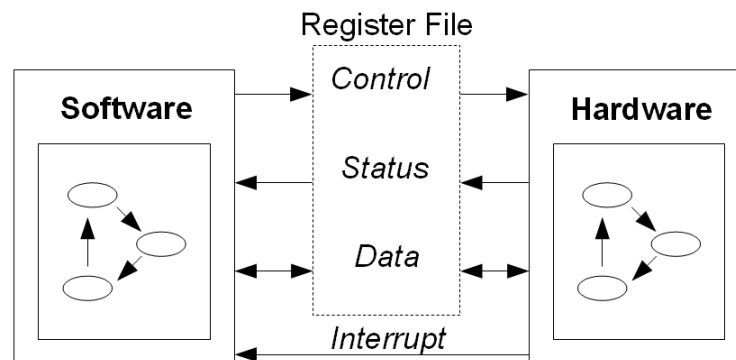 Register File
Software
Control
Hardware
Status
Data
Interrupt